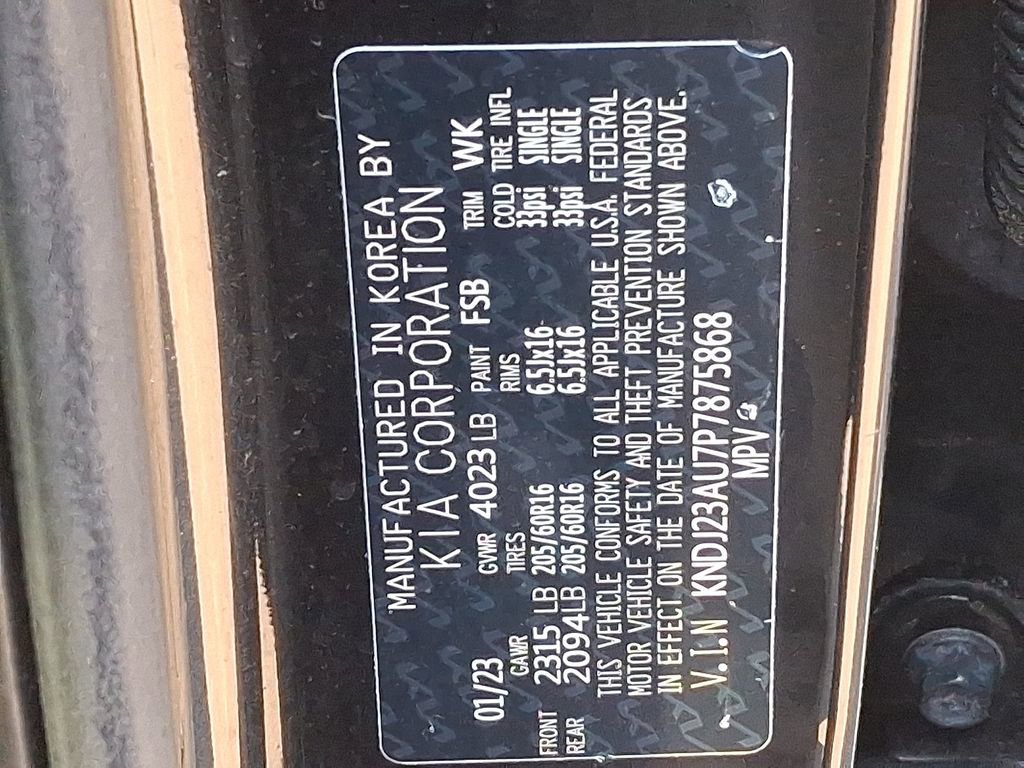 MANUFACTURED IN KOREA BY
KIA CORPORATION
01/23 GVWR 4023 LB PAINT FSB TRIM WK
GAWR TIRES RIMS COLD TIRE INFL
FRONT 2315 LB 205/60R16 6.5Jx16 33psi SINGLE
REAR 2094LB 205/60R16 6.5Jx16 33psi SINGLE
THIS VEHICLE CONFORMS TO ALL APPLICABLE U.S.A. FEDERAL
MOTOR VEHICLE SAFETY AND THEFT PREVENTION STANDARDS
IN EFFECT ON THE DATE OF MANUFACTURE SHOWN ABOVE.
V.I.N KNDJ23AU7P7875868
MPV